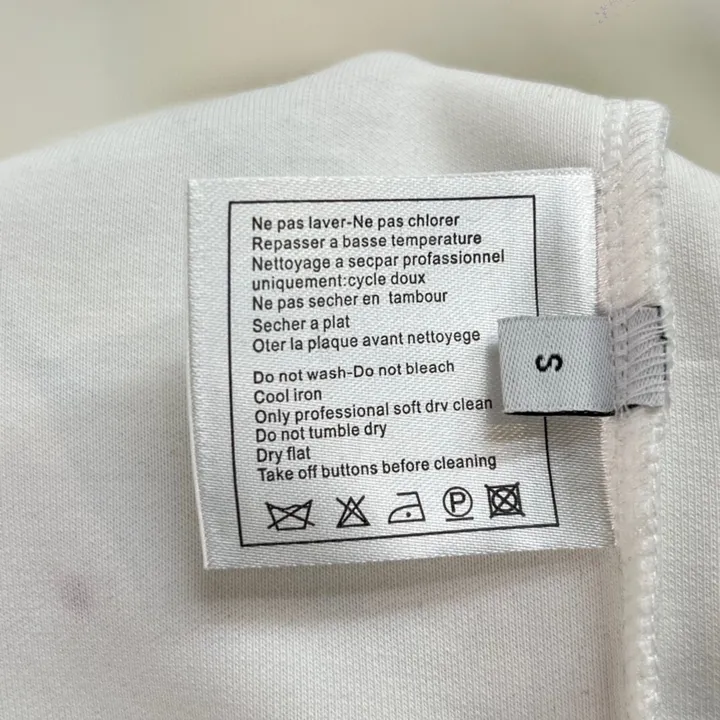 Ne pas laver-Ne pas chlorer
Repasser a basse temperature
Nettoyage a secpar profassionnel
uniquement:cycle doux
Ne pas secher en tambour
Secher a plat
Oter la plaque avant nettoyege
Do not wash-Do not bleach
Cool iron
Only professional soft drv clean
Do not tumble dry
Dry flat
Take off buttons before cleaning
P
S